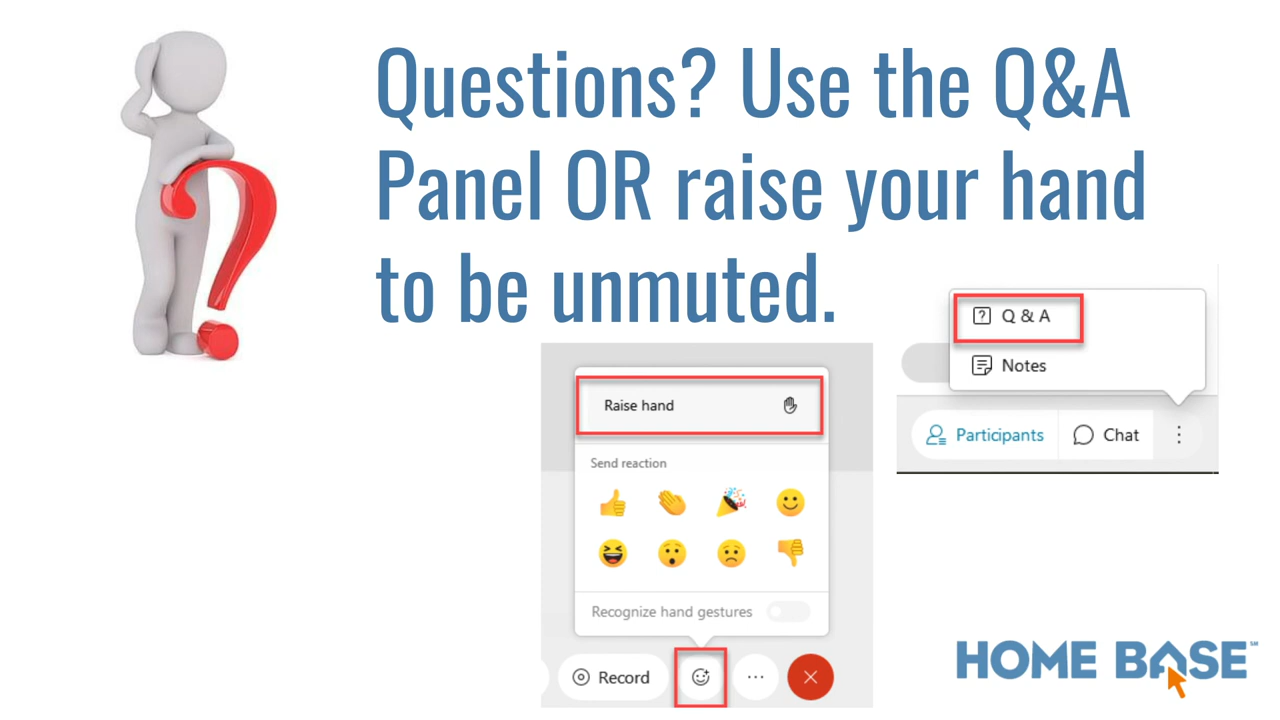 Questions? Use the Q&A
Panel OR raise your hand
to be unmuted.
? Q & A
Notes
Participants
Chat
Raise hand
Send reaction
Recognize hand gestures
Record
HOME BASE SM